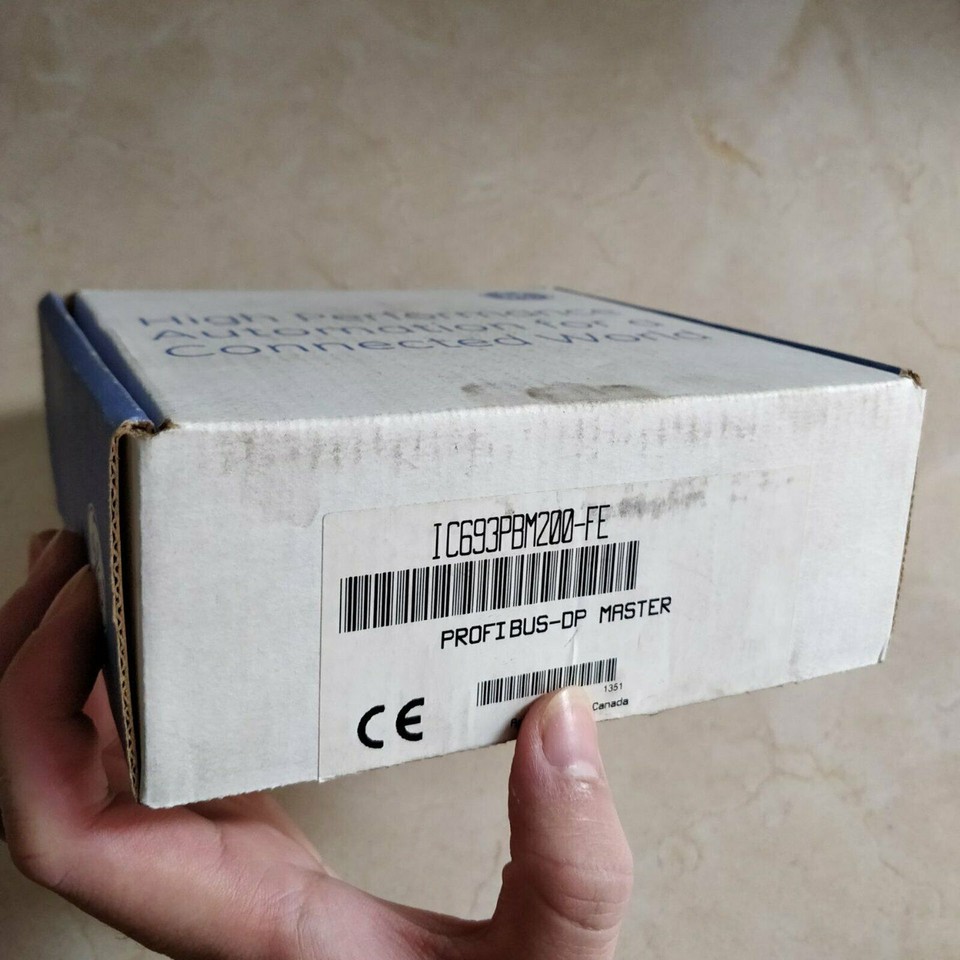 High Performance
Automation for a
Connected World
IC693PBM200-FE
PROFIBUS-DP MASTER
1351
Canada
CE